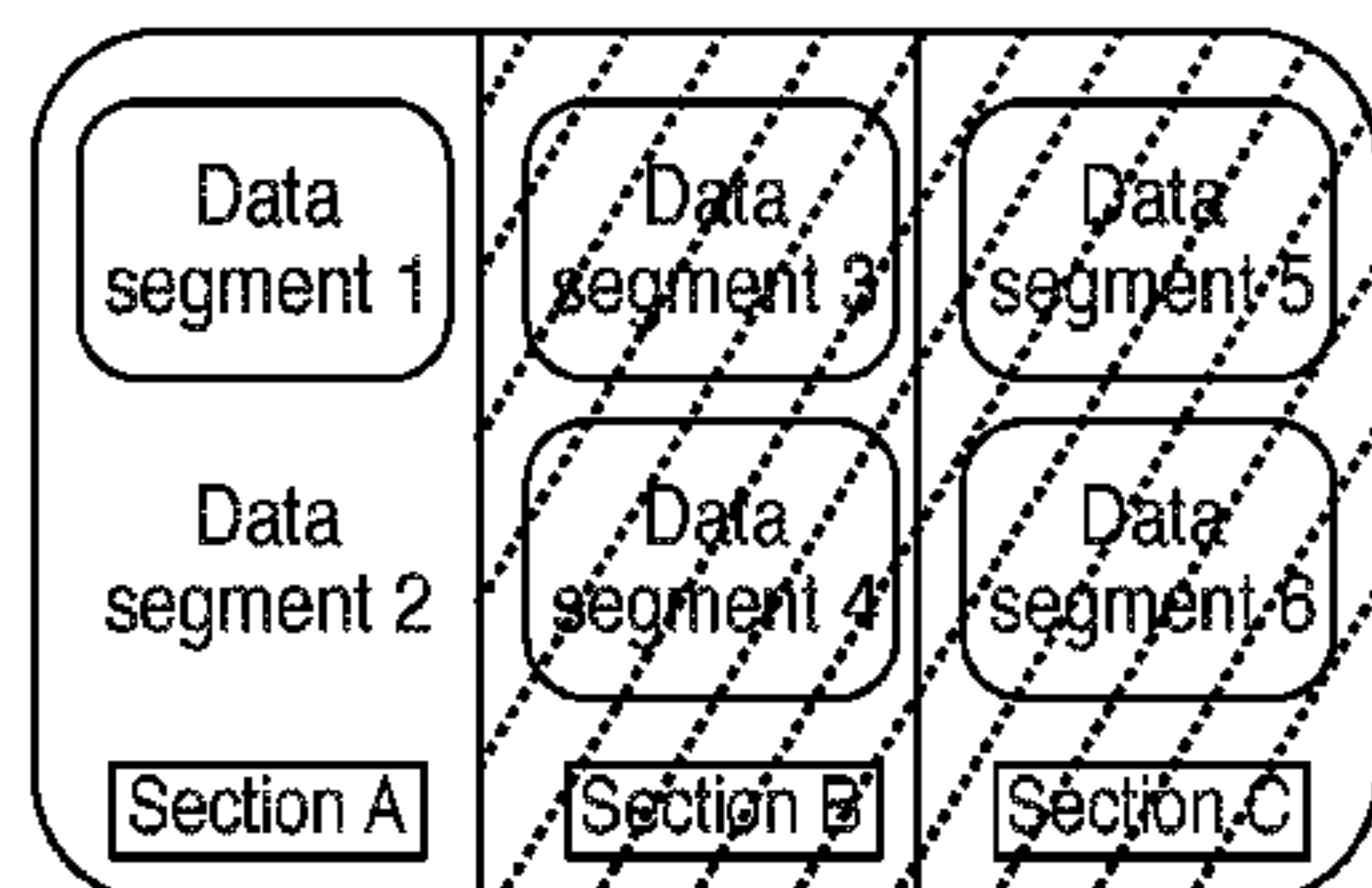 Data
segment 1
Data
segment 2
Section A
Data
segment 3
Data
segment 4
Section B
Data
segment 5
Data
segment 6
Section C